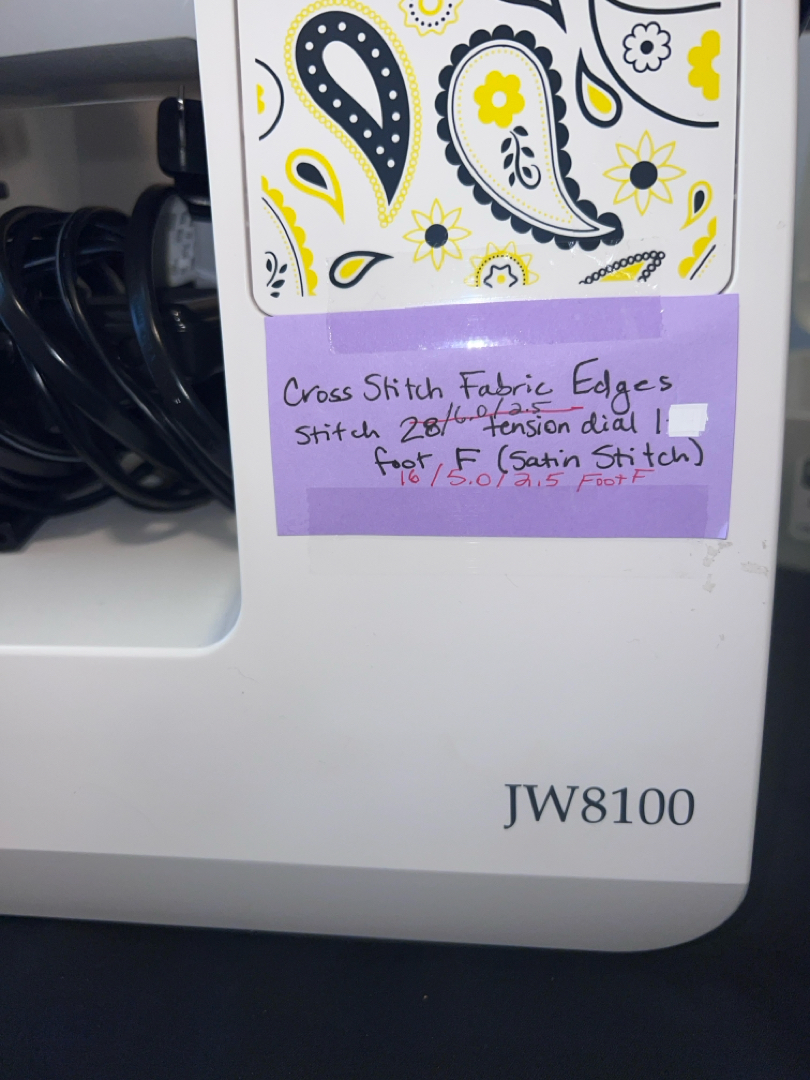 Cross Stitch Fabric Edges
Stitch 28/6.0/2.5 tension dial 1
foot F (Satin Stitch)
16/5.0/2.5 Foot F
JW8100